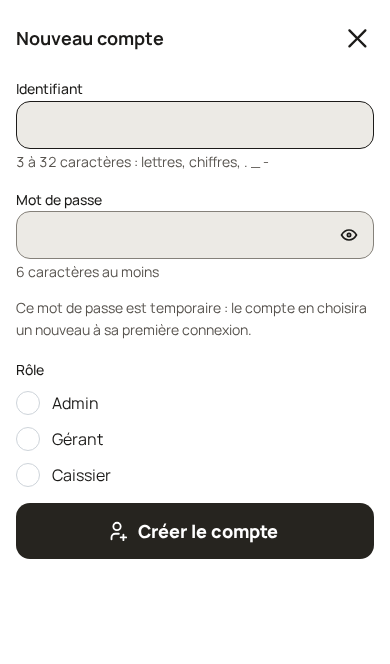 Nouveau compte
Identifiant
3 à 32 caractères : lettres, chiffres, . _ -
Mot de passe
6 caractères au moins
Ce mot de passe est temporaire : le compte en choisira
un nouveau à sa première connexion.
Rôle
Admin
Gérant
Caissier
Créer le compte